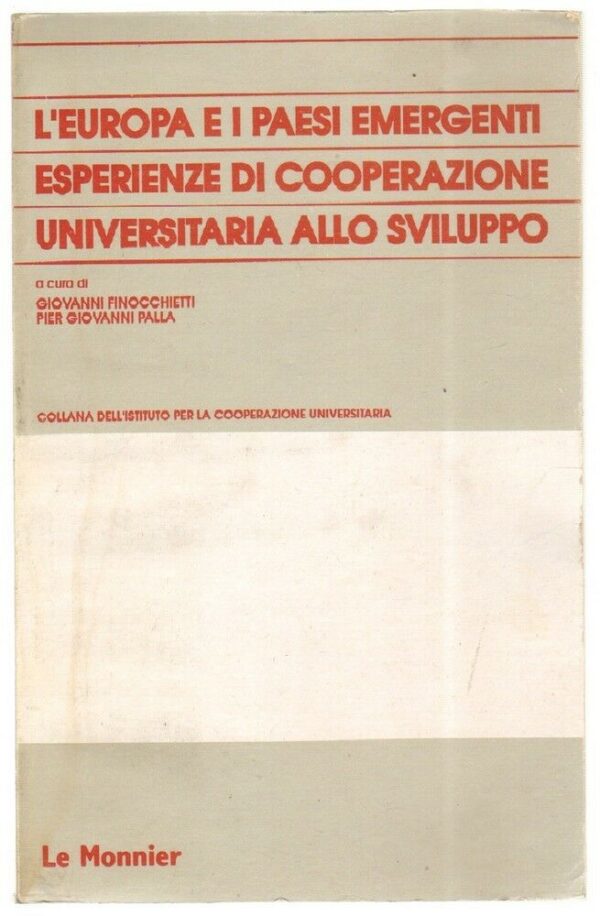 L'EUROPA E I PAESI EMERGENTI
ESPERIENZE DI COOPERAZIONE
UNIVERSITARIA ALLO SVILUPPO
a cura di
GIOVANNI FINOCCHIETTI
PIER GIOVANNI PALLA
COLLANA DELL'ISTITUTO PER LA COOPERAZIONE UNIVERSITARIA
Le Monnier